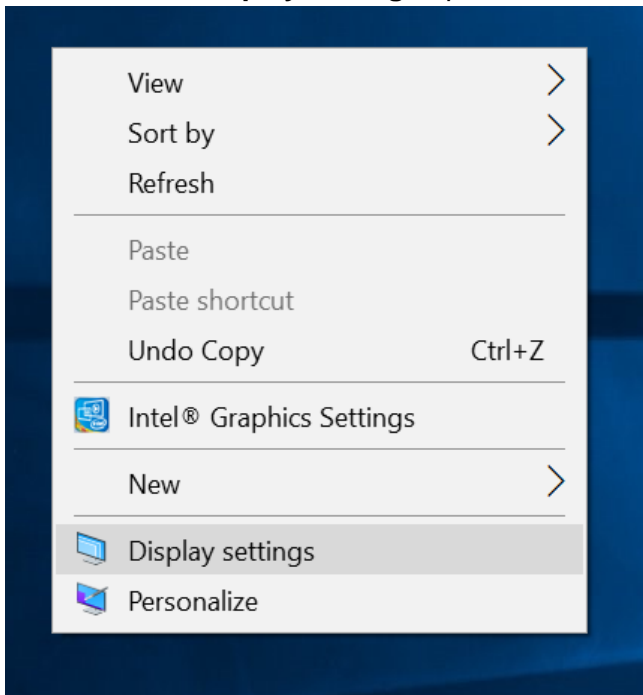 View
Sort by
Refresh
Paste
Paste shortcut
Undo Copy Ctrl+Z
Intel® Graphics Settings
New
Display settings
Personalize